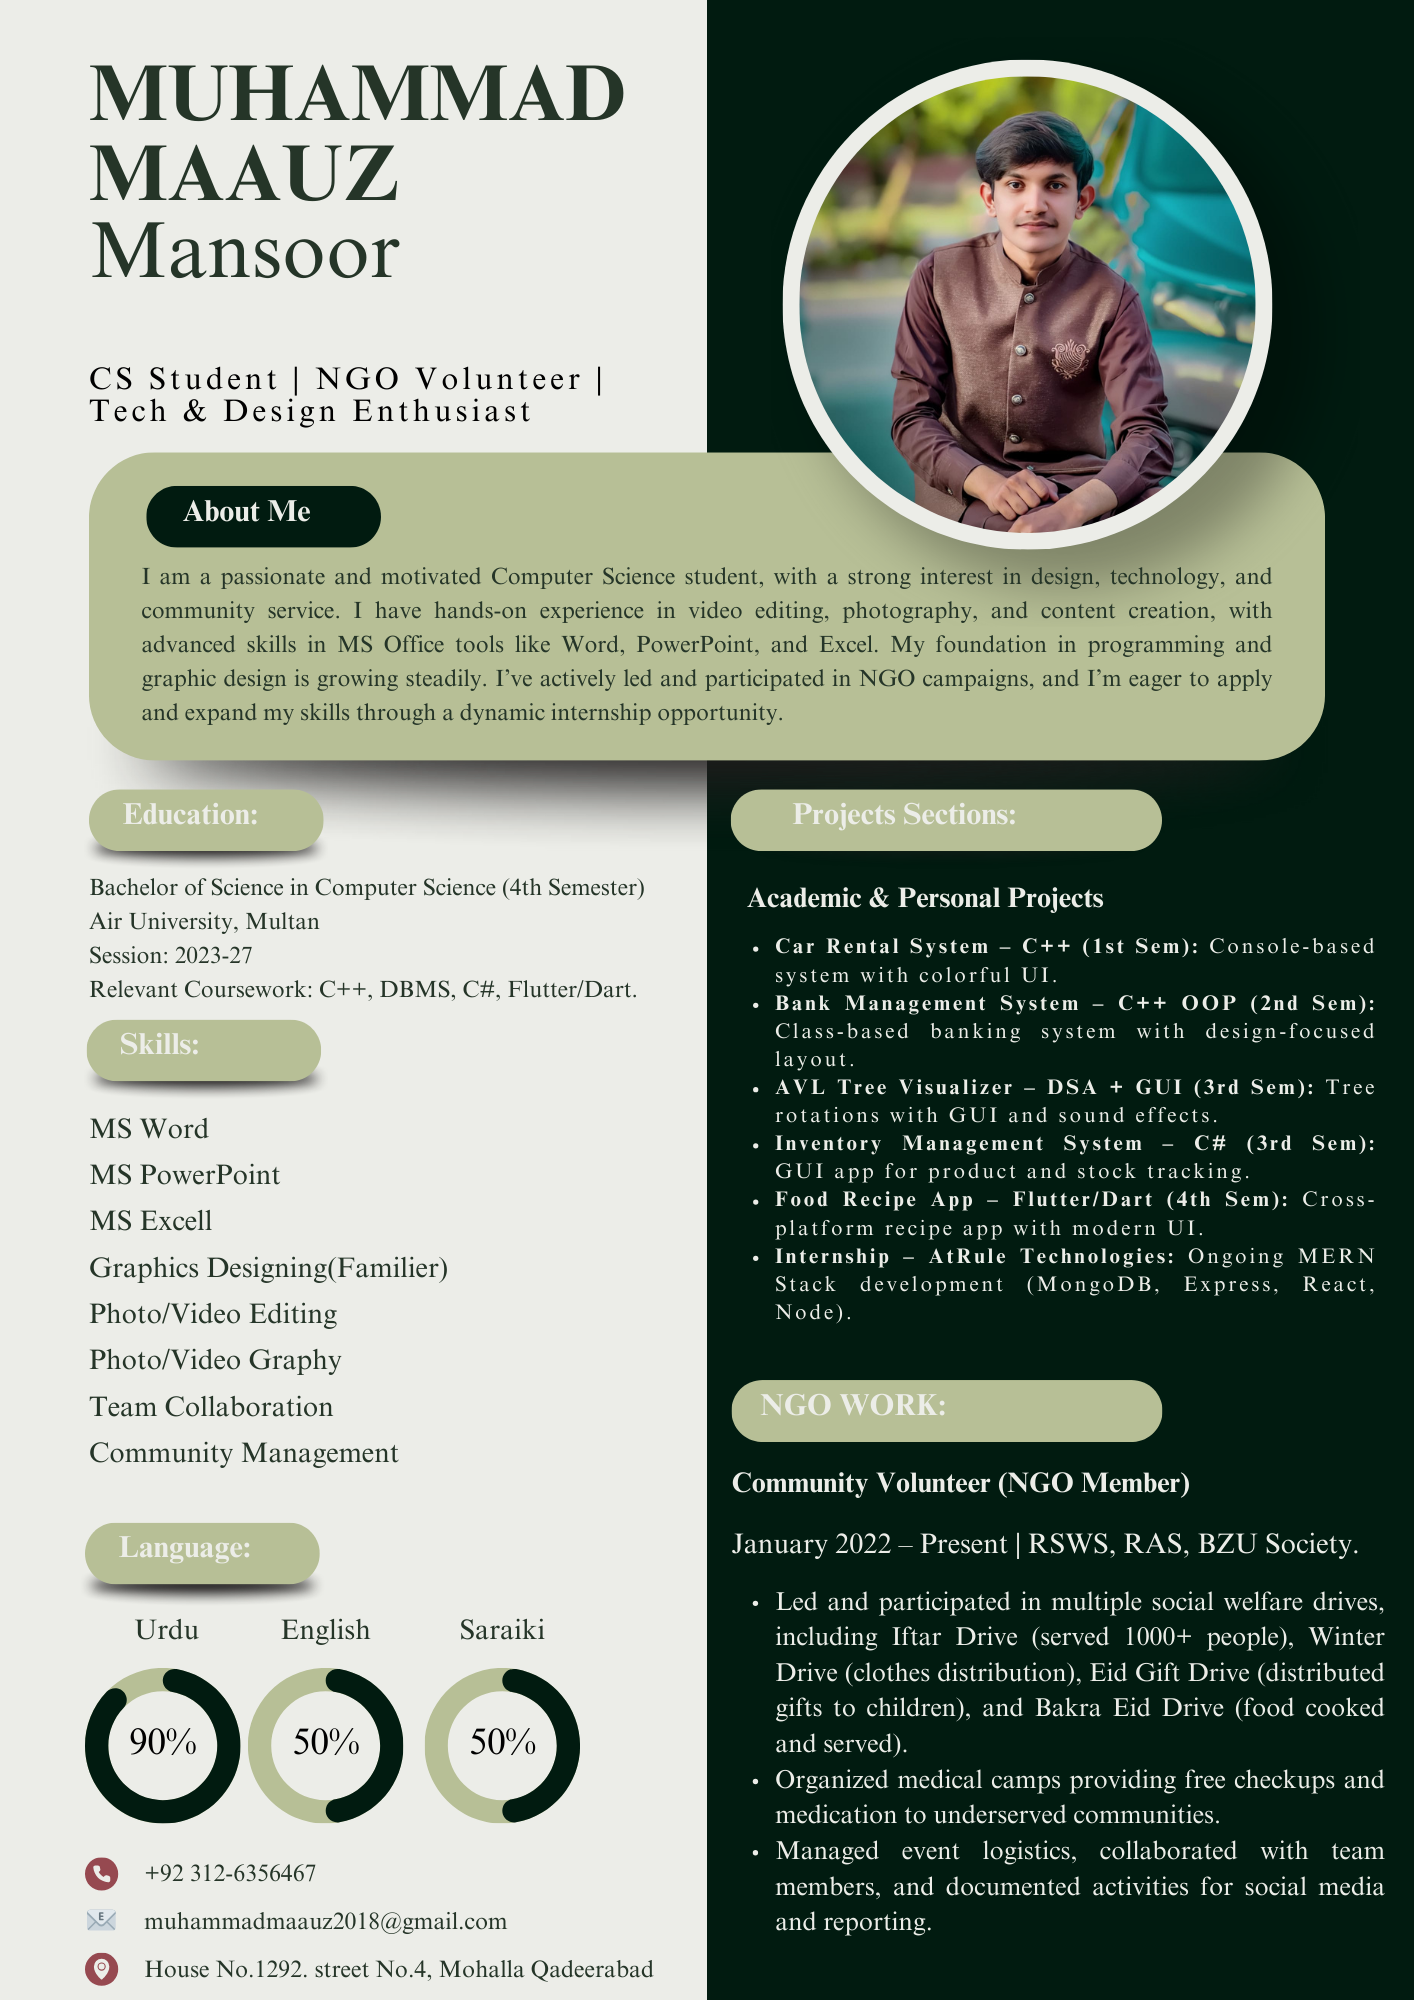 MUHAMMAD
MAAUZ
Mansoor
CS Student | NGO Volunteer |
Tech & Design Enthusiast
About Me
I am a passionate and motivated Computer Science student, with a strong interest in design, technology, and
community service. I have hands-on experience in video editing, photography, and content creation, with
advanced skills in MS Office tools like Word, PowerPoint, and Excel. My foundation in programming and
graphic design is growing steadily. I’ve actively led and participated in NGO campaigns, and I’m eager to apply
and expand my skills through a dynamic internship opportunity.
Education:
Bachelor of Science in Computer Science (4th Semester)
Air University, Multan
Session: 2023-27
Relevant Coursework: C++, DBMS, C#, Flutter/Dart.
Skills:
MS Word
MS PowerPoint
MS Excell
Graphics Designing(Familier)
Photo/Video Editing
Photo/Video Graphy
Team Collaboration
Community Management
Language:
Urdu English Saraiki
90% 50% 50%
+92 312-6356467
E
muhammadmaauz2018@gmail.com
House No.1292. street No.4, Mohalla Qadeerabad
Projects Sections:
Academic & Personal Projects
• Car Rental System – C++ (1st Sem): Console-based
system with colorful UI.
• Bank Management System – C++ OOP (2nd Sem):
Class-based banking system with design-focused
layout.
• AVL Tree Visualizer – DSA + GUI (3rd Sem): Tree
rotations with GUI and sound effects.
• Inventory Management System – C# (3rd Sem):
GUI app for product and stock tracking.
• Food Recipe App – Flutter/Dart (4th Sem): Cross-
platform recipe app with modern UI.
• Internship – AtRule Technologies: Ongoing MERN
Stack development (MongoDB, Express, React,
Node).
NGO WORK:
Community Volunteer (NGO Member)
January 2022 – Present | RSWS, RAS, BZU Society.
• Led and participated in multiple social welfare drives,
including Iftar Drive (served 1000+ people), Winter
Drive (clothes distribution), Eid Gift Drive (distributed
gifts to children), and Bakra Eid Drive (food cooked
and served).
• Organized medical camps providing free checkups and
medication to underserved communities.
• Managed event logistics, collaborated with team
members, and documented activities for social media
and reporting.